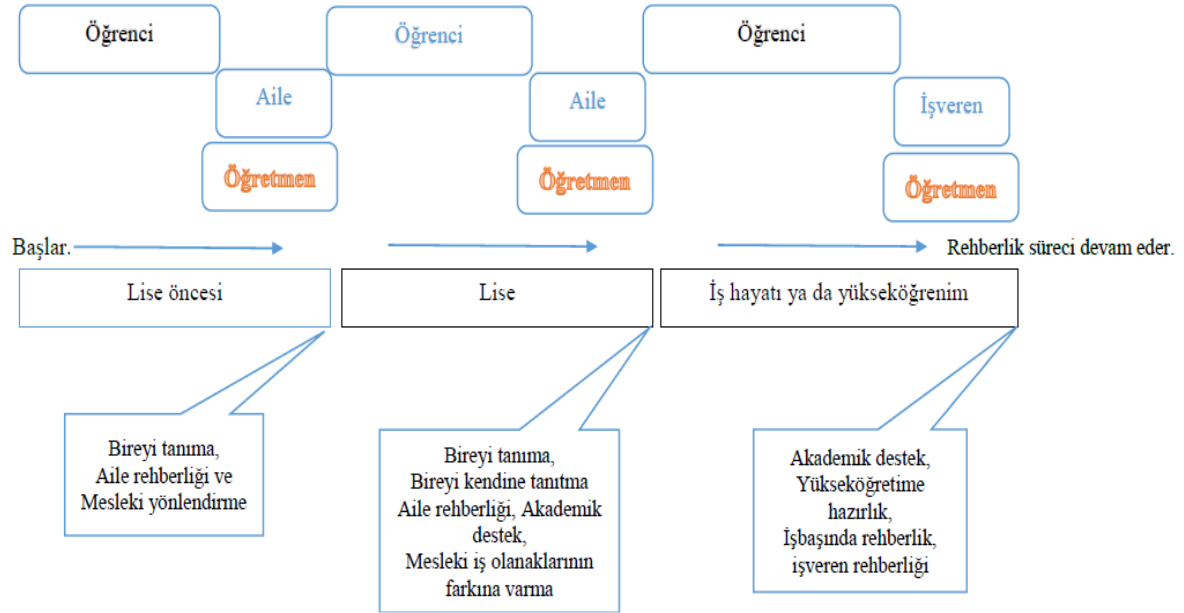 Öğrenci
Öğrenci
Öğrenci
Aile
Aile
İşveren
Öğretmen
Öğretmen
Öğretmen
Başlar.
Rehberlik süreci devam eder.
Lise öncesi
Lise
İş hayatı ya da yükseköğrenim
Bireyi tanıma,
Aile rehberliği ve
Mesleki yönlendirme
Bireyi tanıma,
Bireyi kendine tanıtma
Aile rehberliği, Akademik
destek,
Mesleki iş olanaklarının
farkına varma
Akademik destek,
Yükseköğretime
hazırlık,
İşbaşında rehberlik,
işveren rehberliği